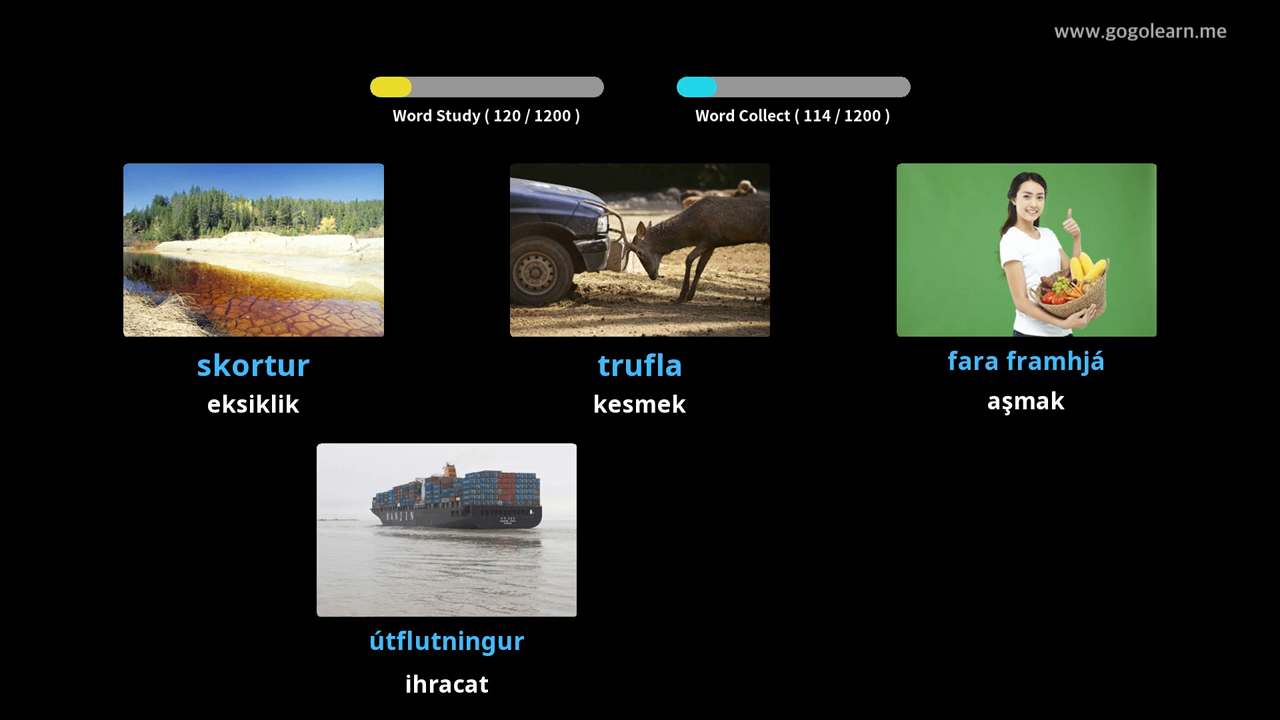 www.gogolearn.me
Word Study ( 120 / 1200 )
Word Collect ( 114 / 1200 )
skortur
eksiklik
trufla
kesmek
fara framhjá
aşmak
HANJIN
útflutningur
ihracat